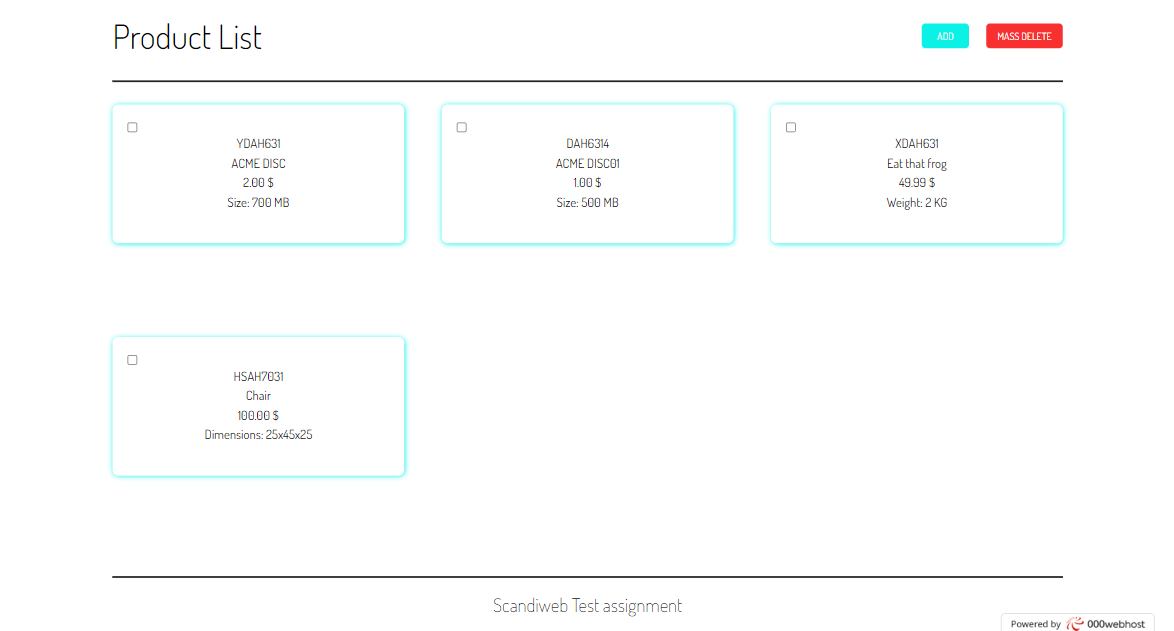 Product List
ADD
MASS DELETE
YDAH631
ACME DISC
2.00 $
Size: 700 MB
DAH6314
ACME DISC01
1.00 $
Size: 500 MB
XDAH631
Eat that frog
49.99 $
Weight: 2 KG
HSAH7031
Chair
100.00 $
Dimensions: 25x45x25
Scandiweb Test assignment
Powered by 000webhost